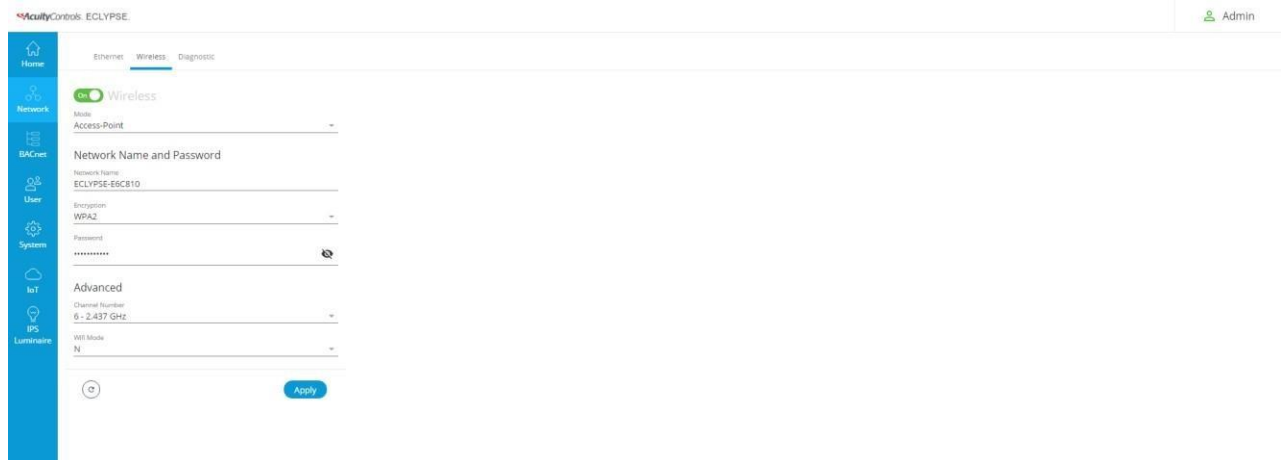 AcuityControls. ECLYPSE.
Admin
Home
Network
BACnet
User
System
IoT
IPS
Luminaire
Ethernet Wireless Diagnostic
On Wireless
Mode
Access-Point
Network Name and Password
Network Name
ECLYPSE-E6C810
Encryption
WPA2
Password
•••••••••••
Advanced
Channel Number
6 - 2.437 GHz
Wifi Mode
N
Apply